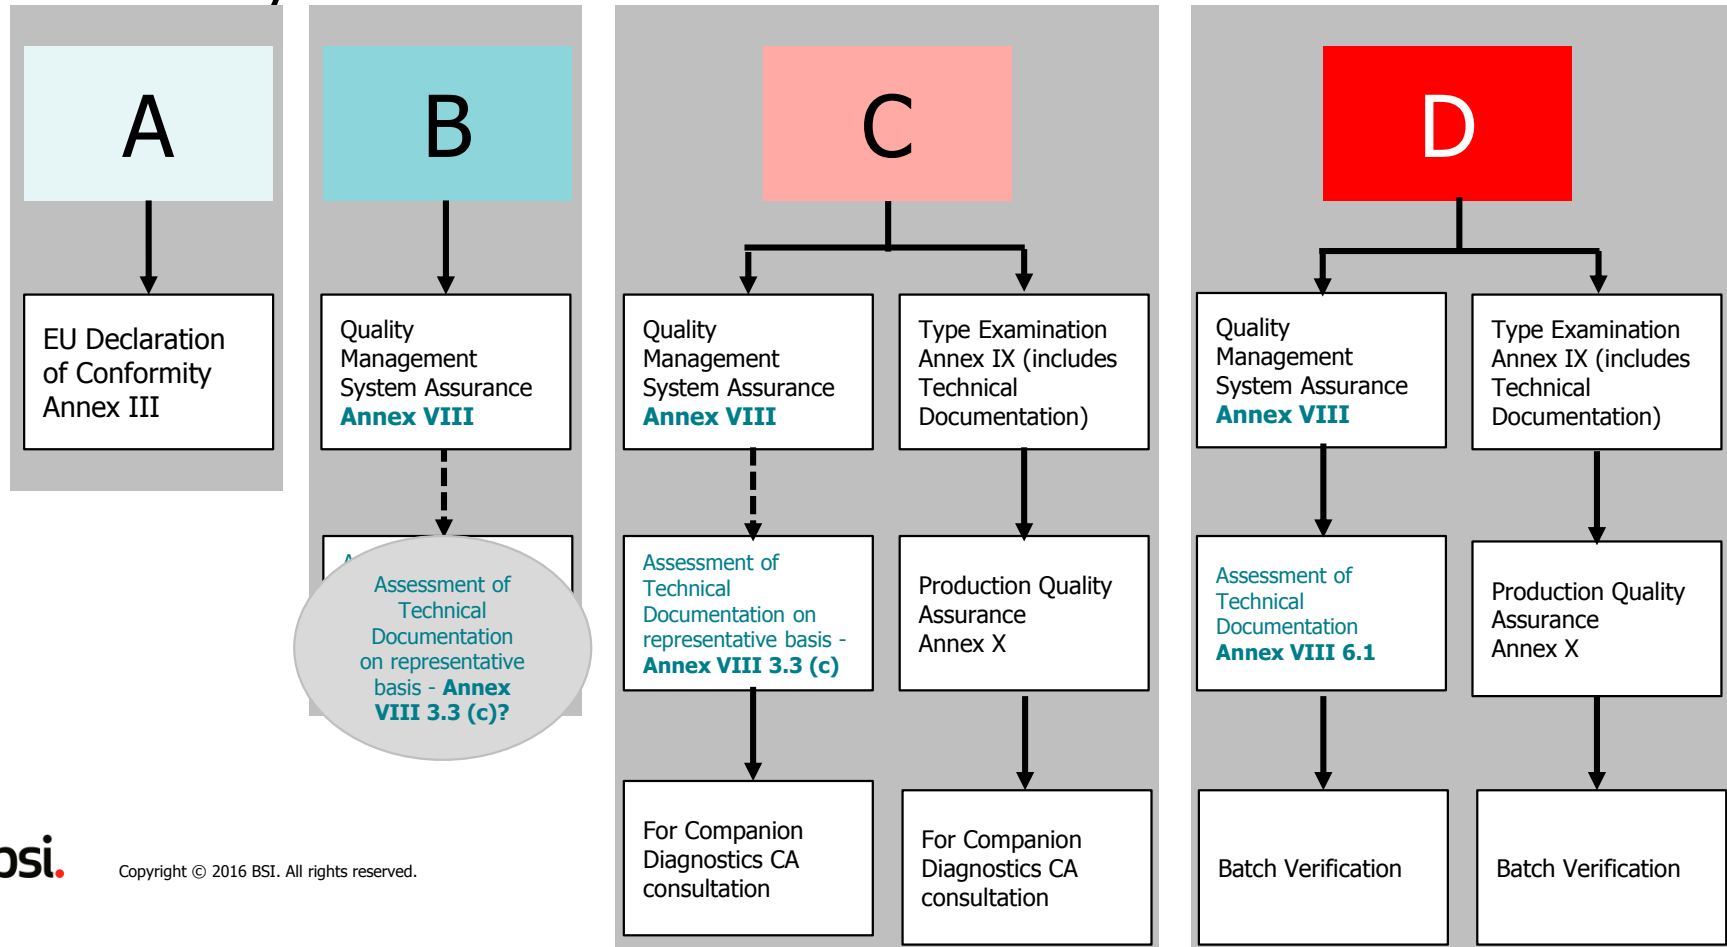 A
B
C
D
EU Declaration
of Conformity
Annex III
Quality
Management
System Assurance
Annex VIII
Quality
Management
System Assurance
Annex VIII
Type Examination
Annex IX (includes
Technical
Documentation)
Quality
Management
System Assurance
Annex VIII
Type Examination
Annex IX (includes
Technical
Documentation)
Assessment of
Technical
Documentation
on representative
basis - Annex
VIII 3.3 (c)?
Assessment of
Technical
Documentation on
representative basis -
Annex VIII 3.3 (c)
Production Quality
Assurance
Annex X
Assessment of
Technical
Documentation
Annex VIII 6.1
Production Quality
Assurance
Annex X
For Companion
Diagnostics CA
consultation
For Companion
Diagnostics CA
consultation
Batch Verification
Batch Verification
bsi.
Copyright © 2016 BSI. All rights reserved.